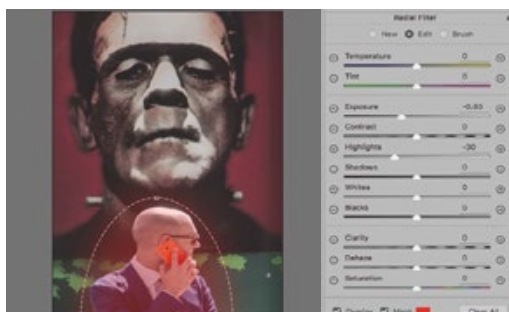 Radial Filter
New Edit Brush
Temperature 0
Tint 0
Exposure -0.85
Contrast 0
Highlights -30
Shadows 0
Whites 0
Blacks 0
Clarity 0
Dehaze 0
Saturation 0
Overlay Mask Clear All